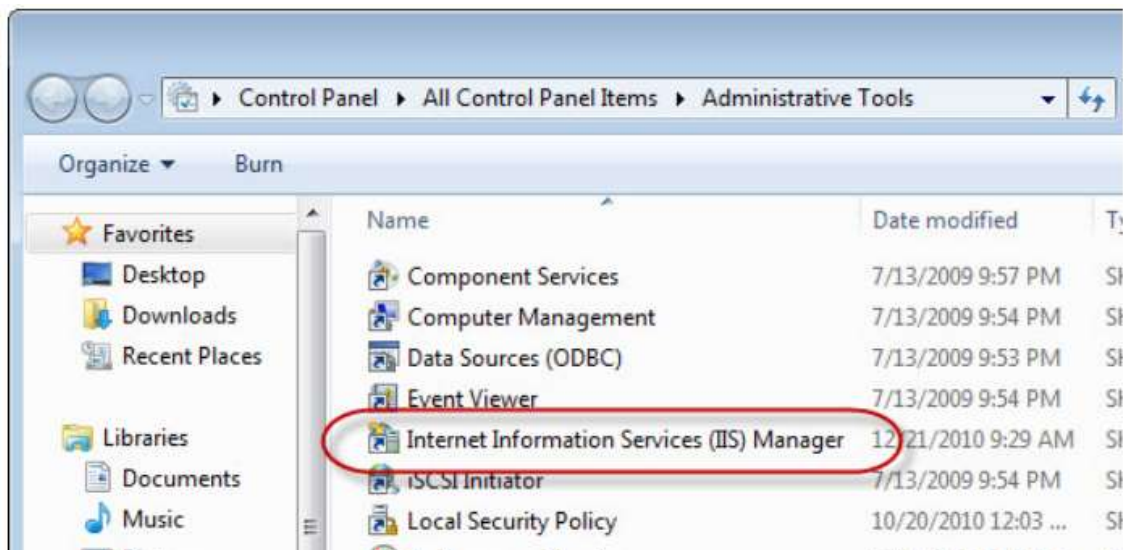 Control Panel ▸ All Control Panel Items ▸ Administrative Tools
Organize ▾ Burn
Name Date modified
Favorites
Desktop
Downloads
Recent Places
Libraries
Documents
Music
Component Services 7/13/2009 9:57 PM
Computer Management 7/13/2009 9:54 PM
Data Sources (ODBC) 7/13/2009 9:53 PM
Event Viewer 7/13/2009 9:54 PM
Internet Information Services (IIS) Manager 12/21/2010 9:29 AM
iSCSI Initiator 7/13/2009 9:54 PM
Local Security Policy 10/20/2010 12:03 ...